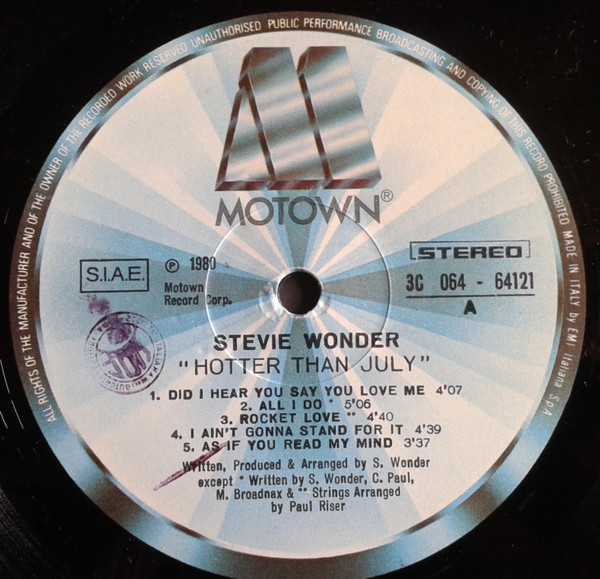 ALL RIGHTS OF THE MANUFACTURER AND OF THE OWNER OF THE RECORDED WORK RESERVED UNAUTHORISED PUBLIC PERFORMANCE BROADCASTING AND COPYING OF THIS RECORD PROHIBITED MADE IN ITALY by EMI Italiana S.p.A
MOTOWN®
S.I.A.E.
℗ 1980
Motown
Record Corp.
STEREO
3C 064 - 64121
A
STEVIE WONDER
"HOTTER THAN JULY"
1. DID I HEAR YOU SAY YOU LOVE ME 4'07
2. ALL I DO * 5'06
3. ROCKET LOVE ** 4'40
4. I AIN'T GONNA STAND FOR IT 4'39
5. AS IF YOU READ MY MIND 3'37
Written, Produced & Arranged by S. Wonder
except * Written by S. Wonder, C. Paul,
M. Broadnax & ** Strings Arranged
by Paul Riser